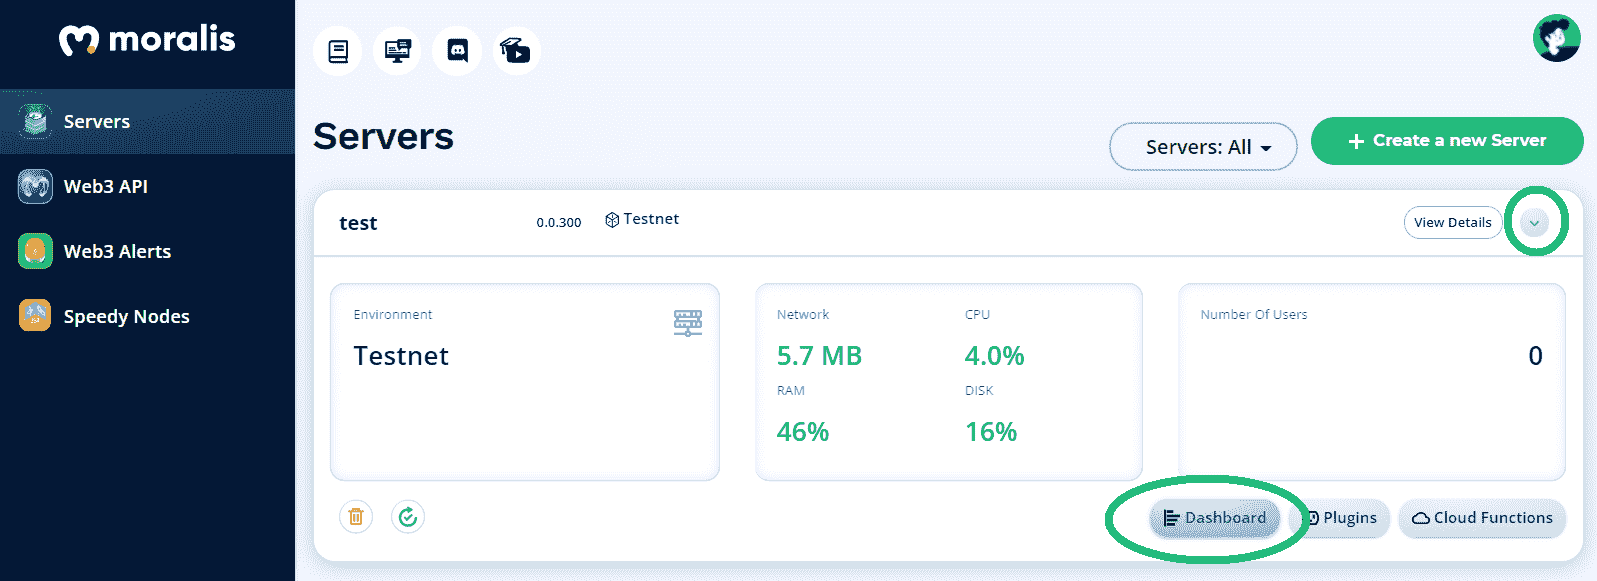 moralis
Servers
Web3 API
Web3 Alerts
Speedy Nodes
Servers
Servers: All
+ Create a new Server
test 0.0.300 Testnet View Details
Environment
Testnet
Network CPU
5.7 MB 4.0%
RAM DISK
46% 16%
Number Of Users
0
Dashboard Plugins Cloud Functions